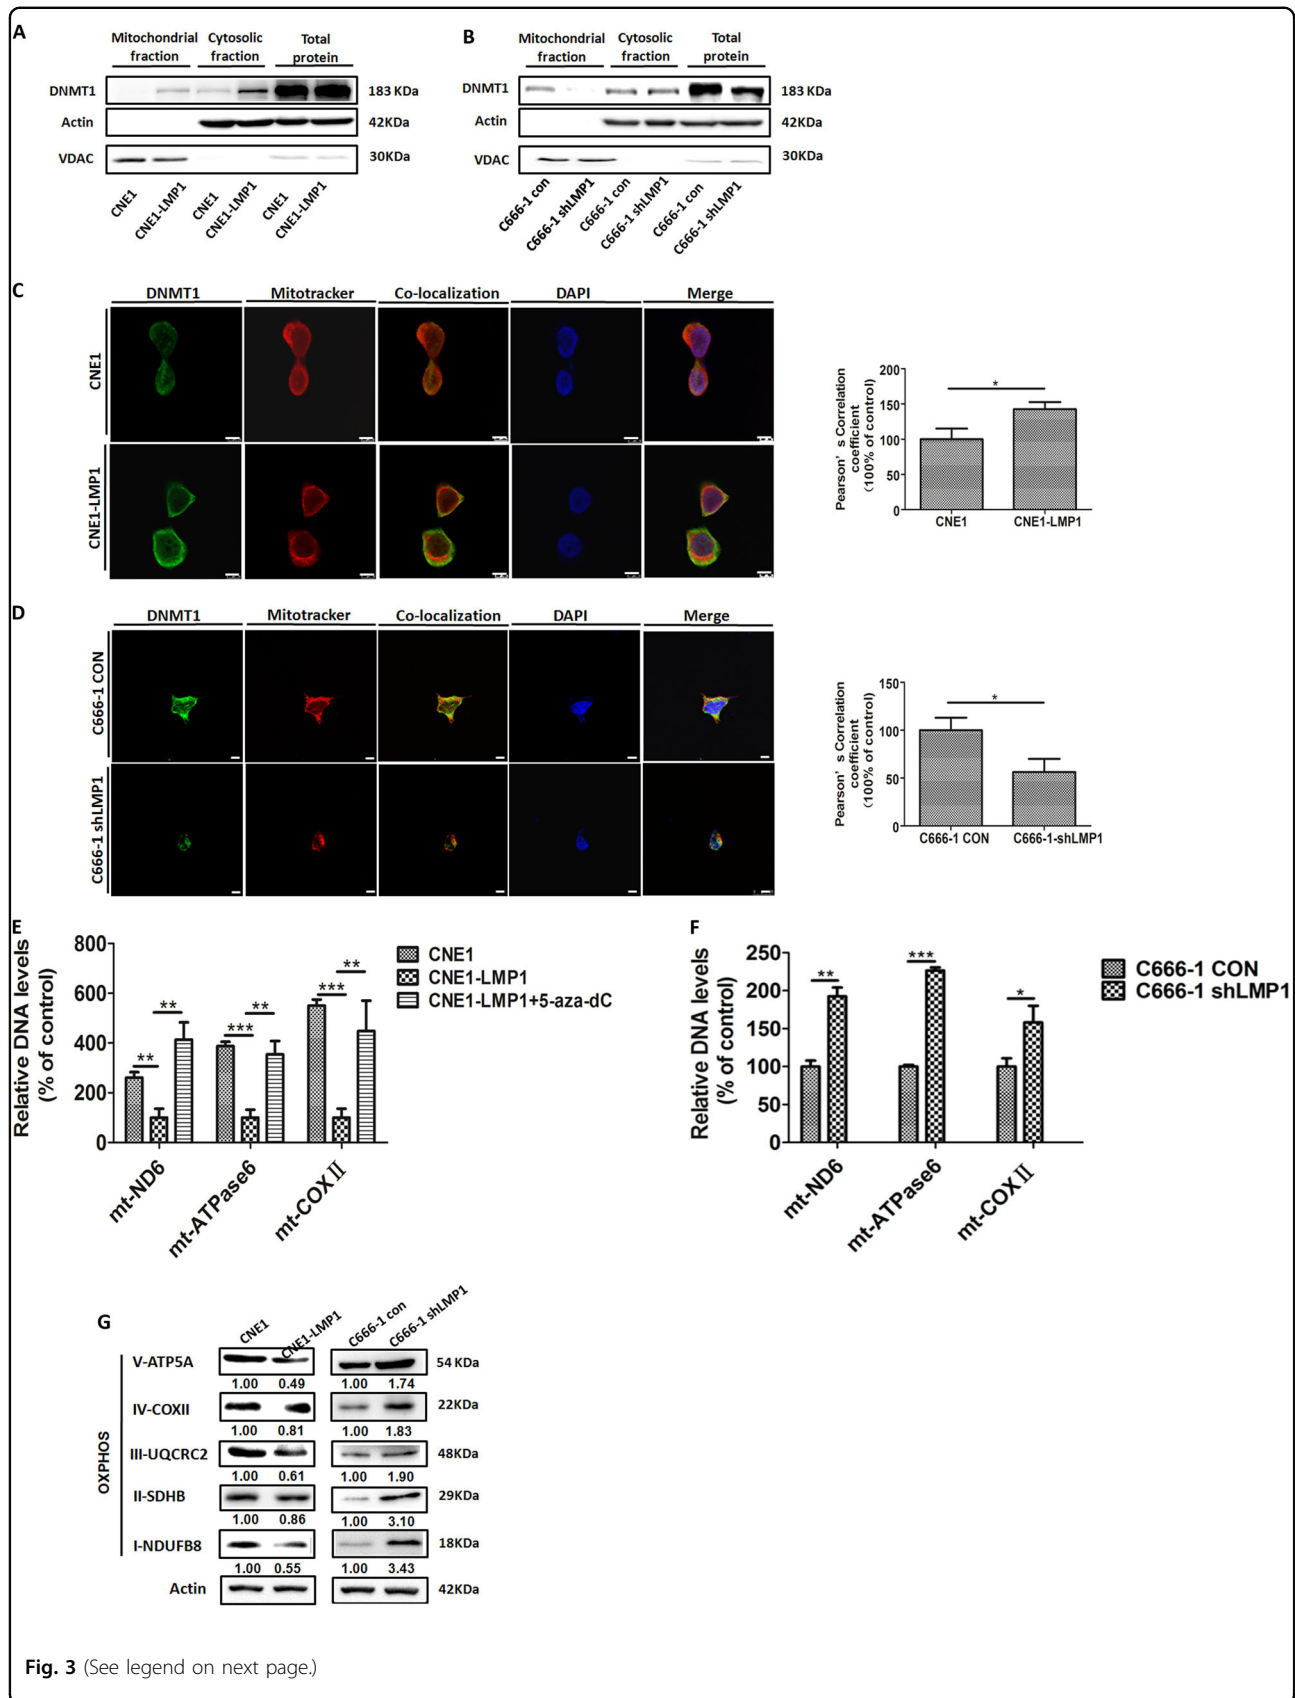 A
Mitochondrial fraction
Cytosolic fraction
Total protein
DNMT1
183 KDa
Actin
42KDa
VDAC
30KDa
CNE1
CNE1-LMP1
CNE1
CNE1-LMP1
CNE1
CNE1-LMP1
B
Mitochondrial fraction
Cytosolic fraction
Total protein
DNMT1
183 KDa
Actin
42KDa
VDAC
30KDa
C666-1 con
C666-1 shLMP1
C666-1 con
C666-1 shLMP1
C666-1 con
C666-1 shLMP1
C
DNMT1
Mitotracker
Co-localization
DAPI
Merge
CNE1
CNE1-LMP1
Pearson's Correlation
coefficient
(100% of control)
200
150
100
50
0
*
CNE1
CNE1-LMP1
D
DNMT1
Mitotracker
Co-localization
DAPI
Merge
C666-1 CON
C666-1 shLMP1
Pearson's Correlation
coefficient
(100% of control)
150
100
50
0
*
C666-1 CON
C666-1-shLMP1
E
Relative DNA levels
(% of control)
800
600
400
200
0
**
**
***
**
***
**
mt-ND6
mt-ATPase6
mt-COX II
CNE1
CNE1-LMP1
CNE1-LMP1+5-aza-dC
F
Relative DNA levels
(% of control)
250
200
150
100
50
0
**
***
*
mt-ND6
mt-ATPase6
mt-COX II
C666-1 CON
C666-1 shLMP1
G
CNE1
CNE1-LMP1
C666-1 con
C666-1 shLMP1
OXPHOS
V-ATP5A
54 KDa
1.00 0.49 1.00 1.74
IV-COXII
22KDa
1.00 0.81 1.00 1.83
III-UQCRC2
48KDa
1.00 0.61 1.00 1.90
II-SDHB
29KDa
1.00 0.86 1.00 3.10
I-NDUFB8
18KDa
1.00 0.55 1.00 3.43
Actin
42KDa
Fig. 3 (See legend on next page.)